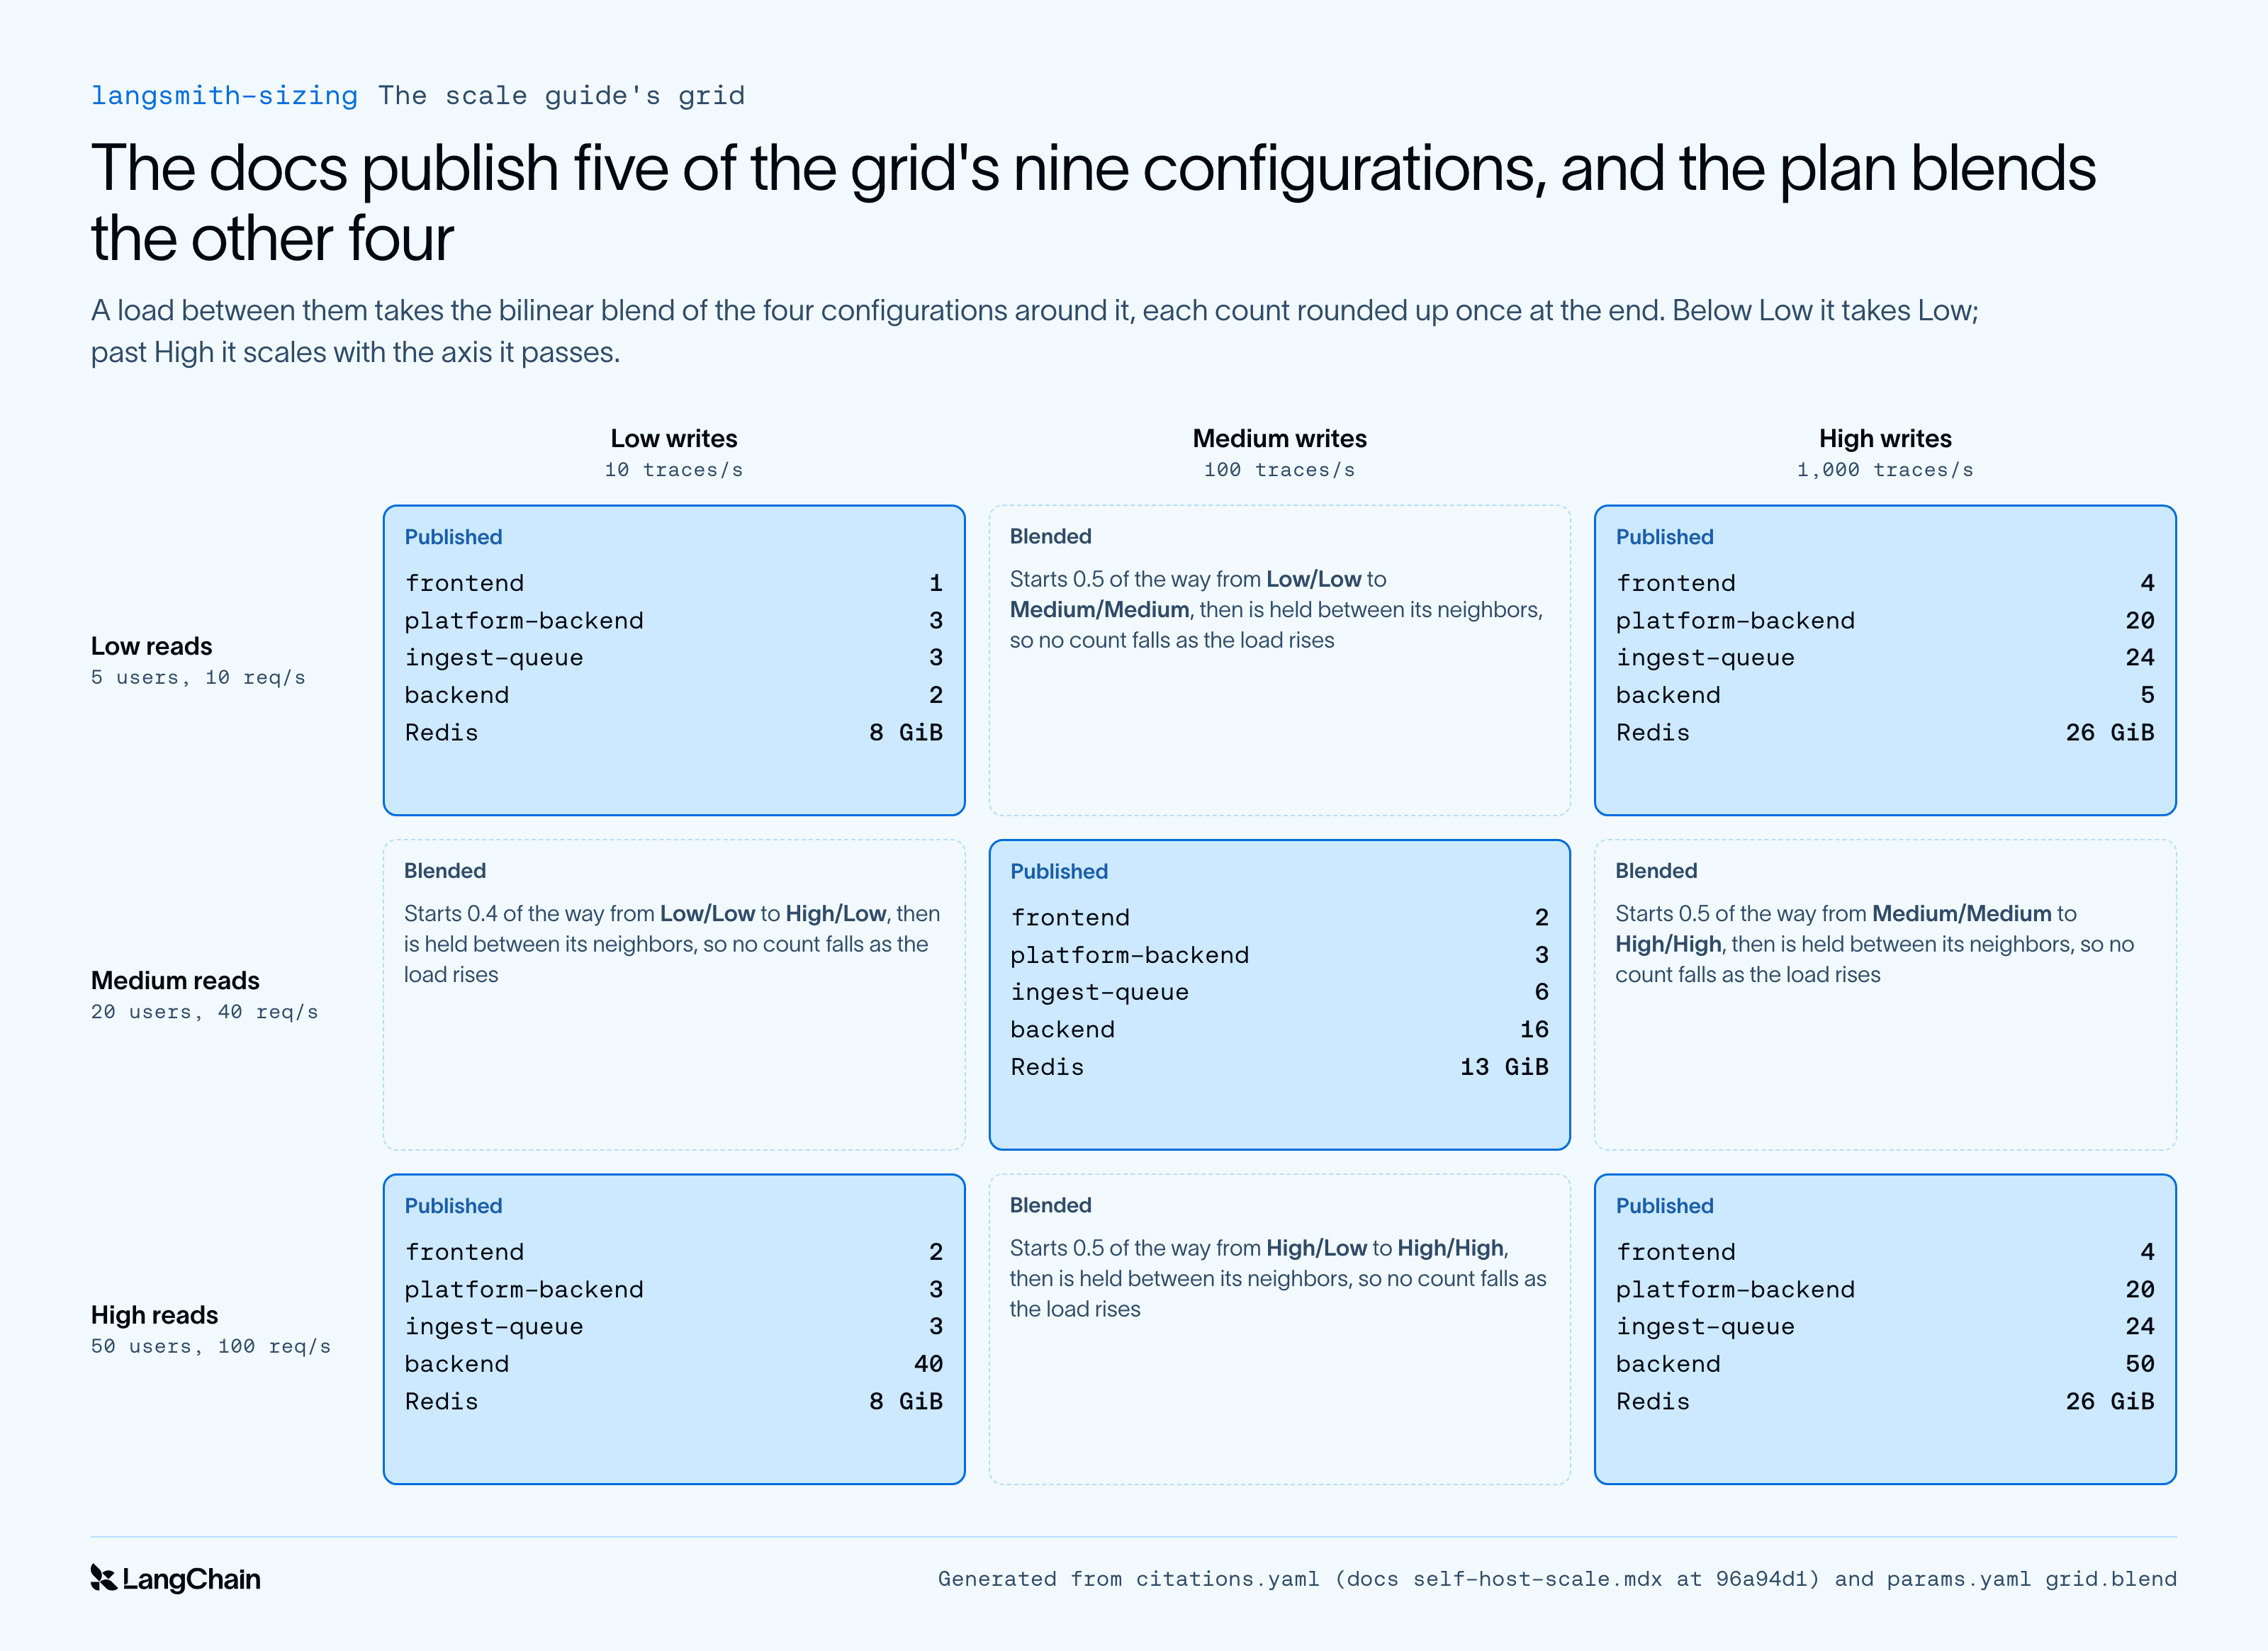 langsmith-sizing The scale guide's grid
The docs publish five of the grid's nine configurations, and the plan blends
the other four
A load between them takes the bilinear blend of the four configurations around it, each count rounded up once at the end. Below Low it takes Low;
past High it scales with the axis it passes.
Low writes
10 traces/s
Medium writes
100 traces/s
High writes
1,000 traces/s
Low reads
5 users, 10 req/s
Published
frontend 1
platform-backend 3
ingest-queue 3
backend 2
Redis 8 GiB
Blended
Starts 0.5 of the way from Low/Low to
Medium/Medium, then is held between its neighbors,
so no count falls as the load rises
Published
frontend 4
platform-backend 20
ingest-queue 24
backend 5
Redis 26 GiB
Medium reads
20 users, 40 req/s
Blended
Starts 0.4 of the way from Low/Low to High/Low, then
is held between its neighbors, so no count falls as the
load rises
Published
frontend 2
platform-backend 3
ingest-queue 6
backend 16
Redis 13 GiB
Blended
Starts 0.5 of the way from Medium/Medium to
High/High, then is held between its neighbors, so no
count falls as the load rises
High reads
50 users, 100 req/s
Published
frontend 2
platform-backend 3
ingest-queue 3
backend 40
Redis 8 GiB
Blended
Starts 0.5 of the way from High/Low to High/High,
then is held between its neighbors, so no count falls as
the load rises
Published
frontend 4
platform-backend 20
ingest-queue 24
backend 50
Redis 26 GiB
LangChain
Generated from citations.yaml (docs self-host-scale.mdx at 96a94d1) and params.yaml grid.blend